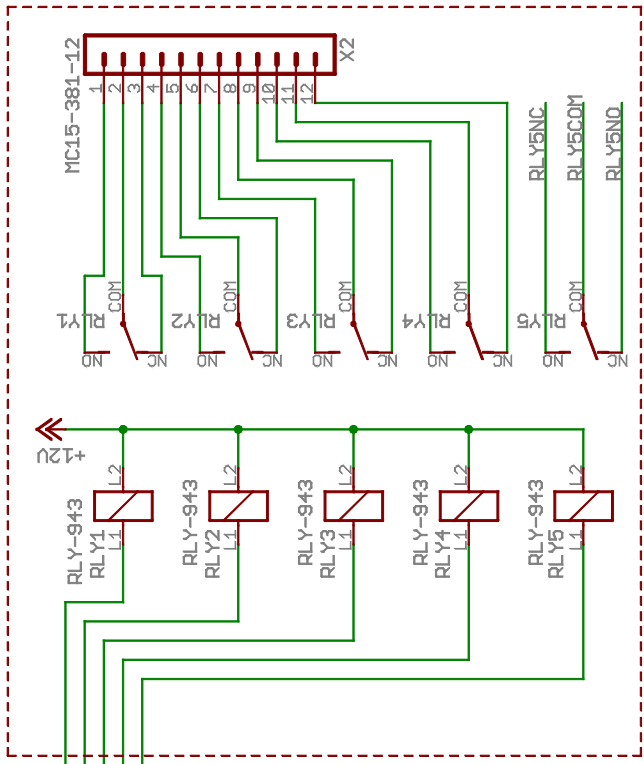 MC15-381-12
X2
1
2
3
4
5
6
7
8
9
10
11
12
RLY5NC
RLY5COM
RLY5NO
RLY1
COM
NO
NC
RLY2
COM
NO
NC
RLY3
COM
NO
NC
RLY4
COM
NO
NC
RLY5
COM
NO
NC
+12V
RLY-943
RLY1
L2
L1
RLY-943
RLY2
L2
L1
RLY-943
RLY3
L2
L1
RLY-943
RLY4
L2
L1
RLY-943
RLY5
L2
L1